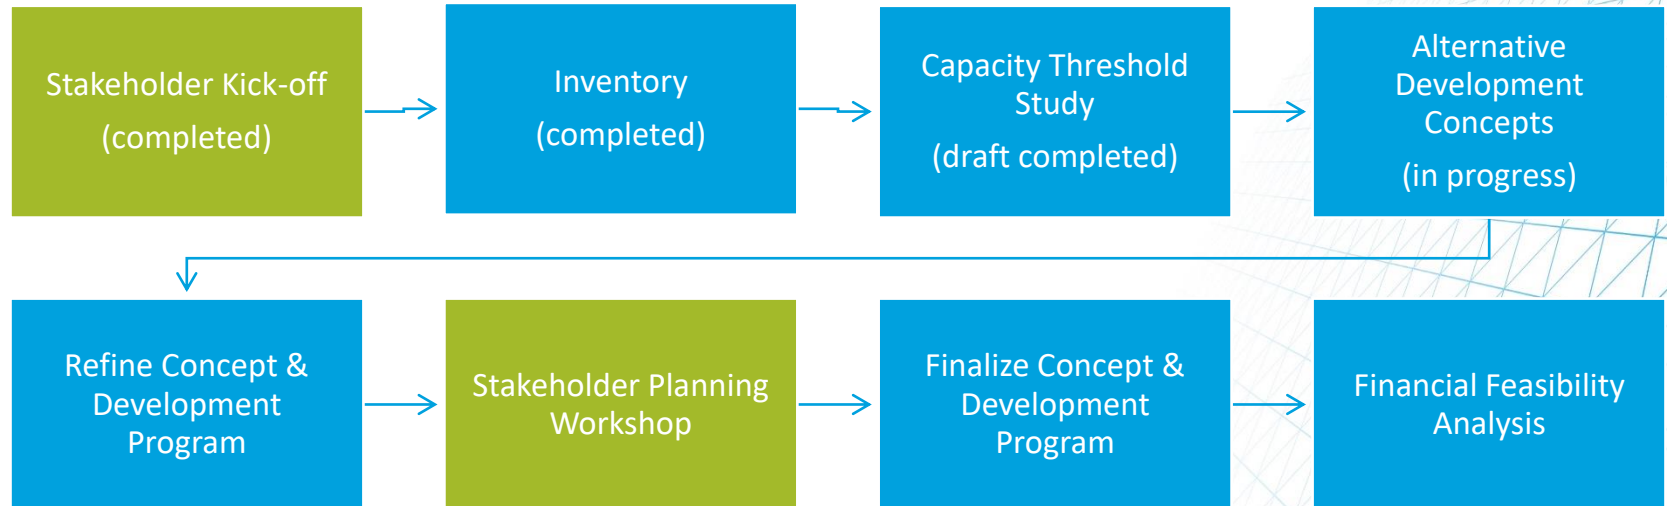 Stakeholder Kick-off
(completed)
Inventory
(completed)
Capacity Threshold
Study
(draft completed)
Alternative
Development
Concepts
(in progress)
Refine Concept &
Development
Program
Stakeholder Planning
Workshop
Finalize Concept &
Development
Program
Financial Feasibility
Analysis